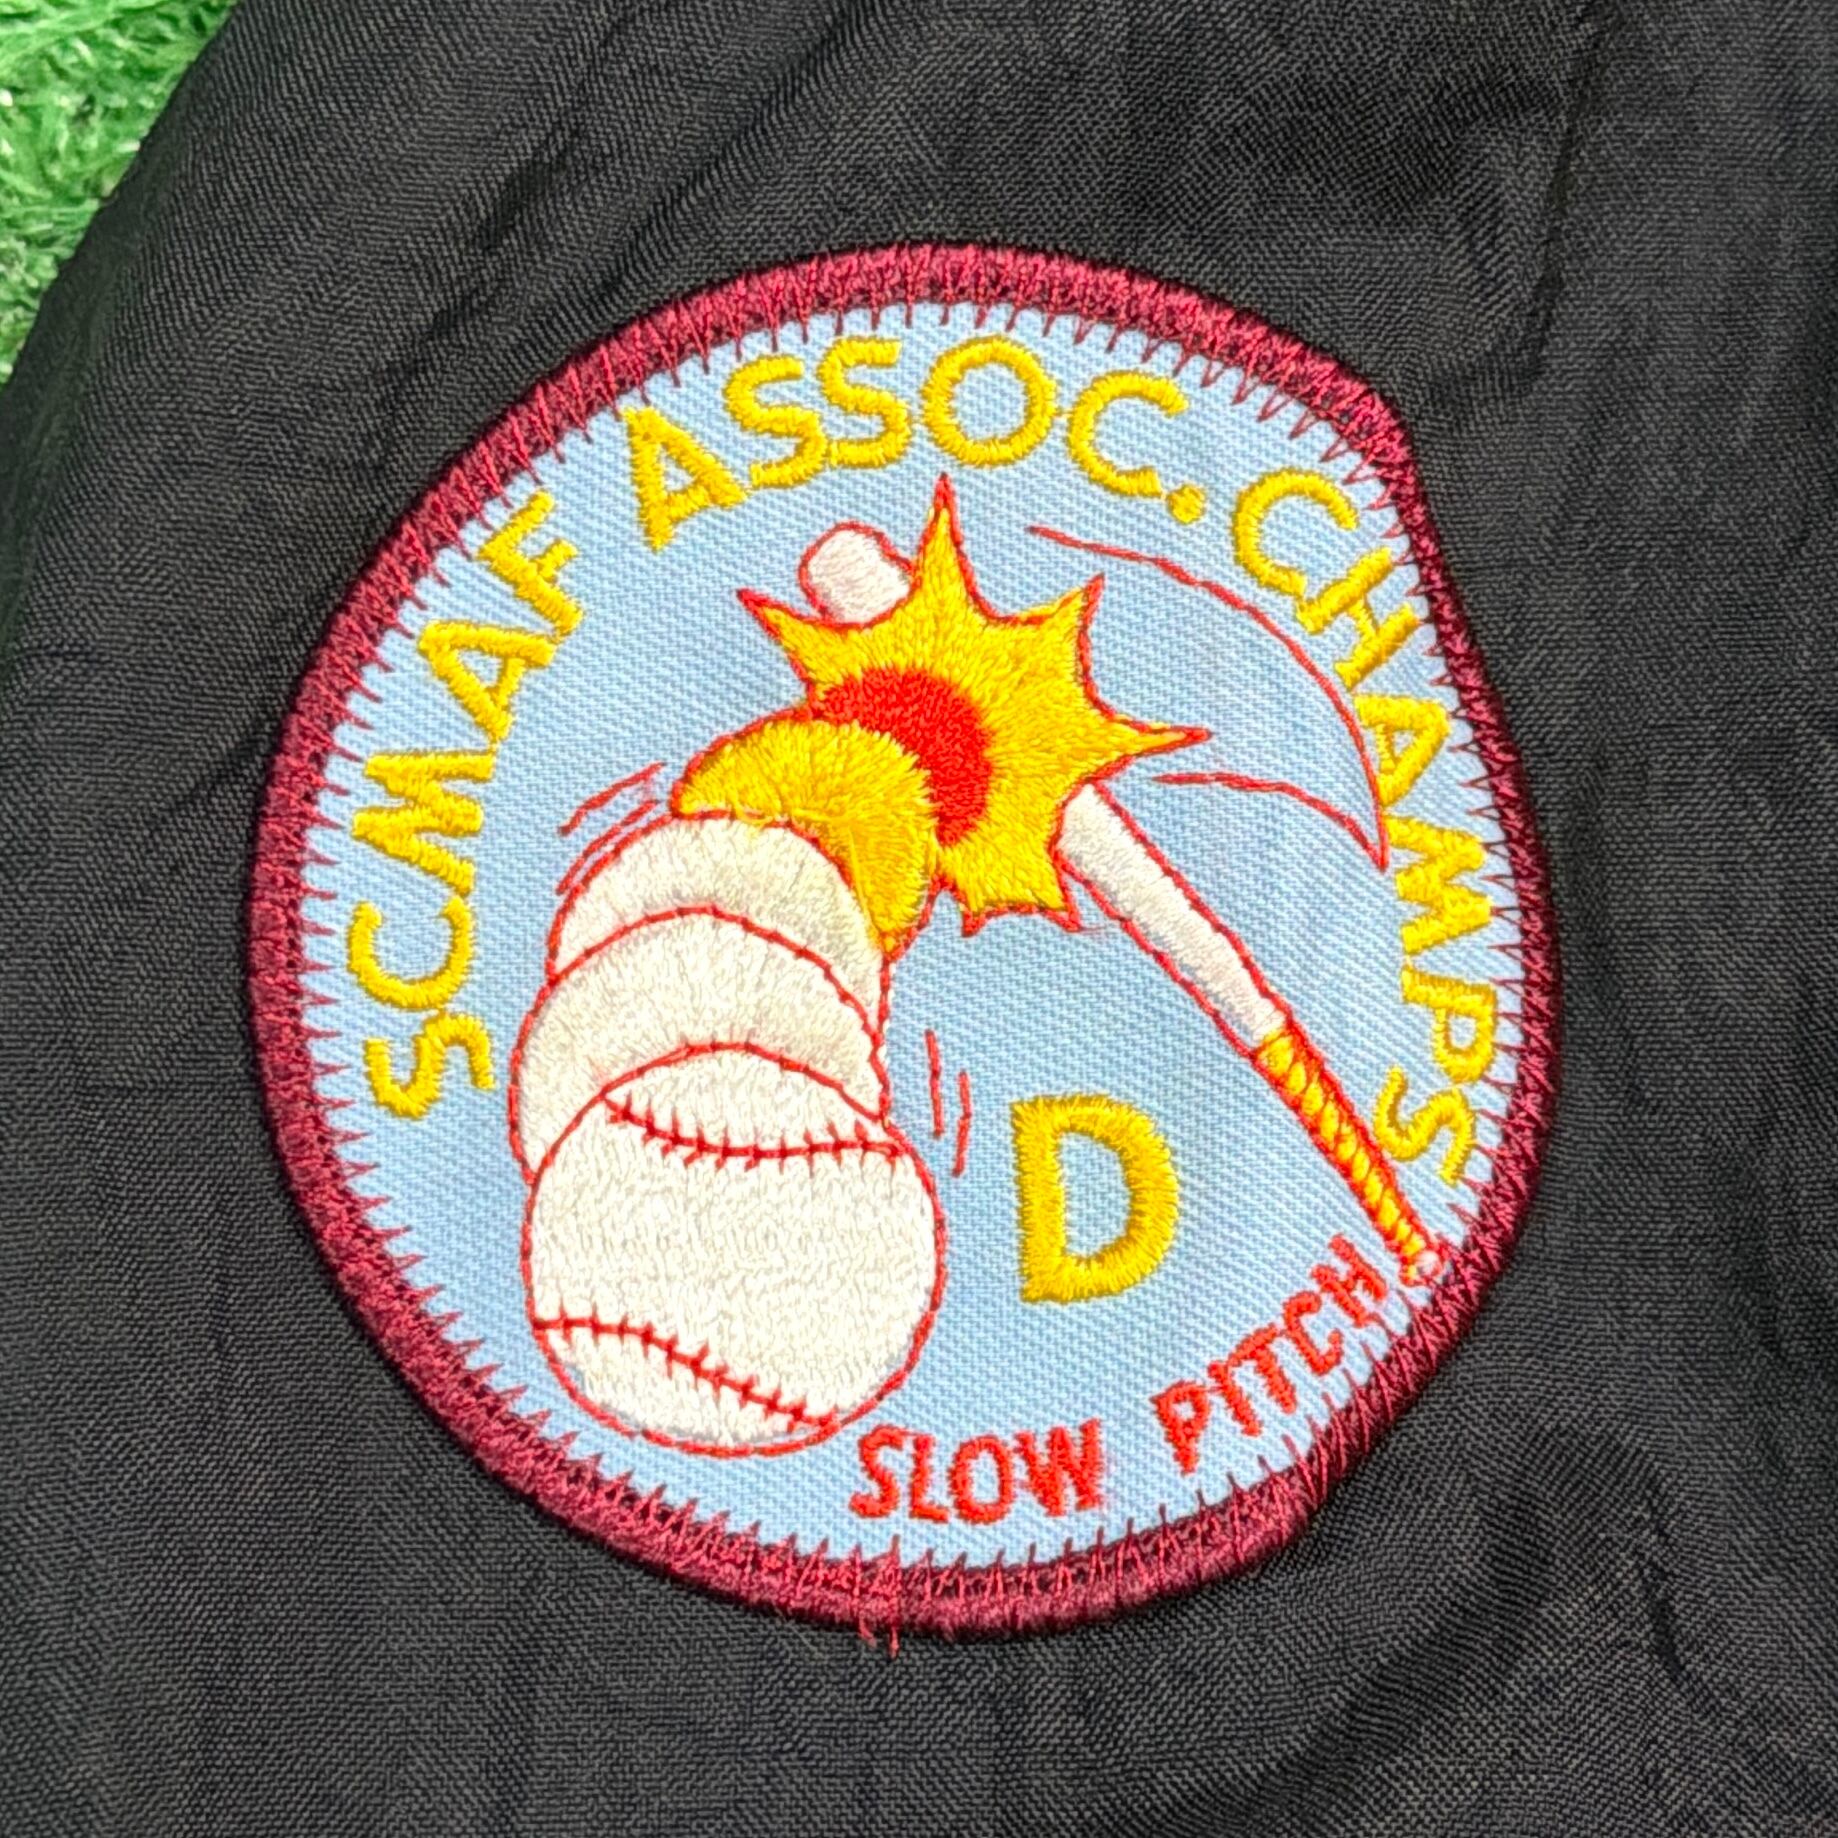 SCMAF ASSOC. CHAMPS
D
SLOW PITCH